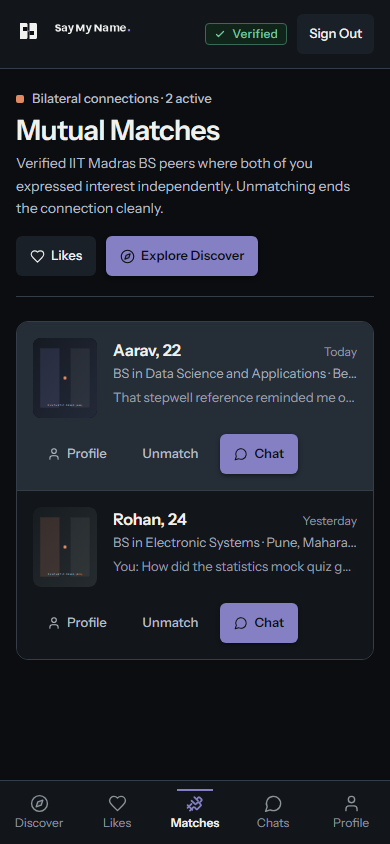 Say My Name.
Verified
Sign Out
Bilateral connections · 2 active
Mutual Matches
Verified IIT Madras BS peers where both of you
expressed interest independently. Unmatching ends
the connection cleanly.
Likes
Explore Discover
Aarav, 22
Today
BS in Data Science and Applications · Be...
That stepwell reference reminded me o...
Profile
Unmatch
Chat
Rohan, 24
Yesterday
BS in Electronic Systems · Pune, Mahara...
You: How did the statistics mock quiz g...
Profile
Unmatch
Chat
Discover
Likes
Matches
Chats
Profile